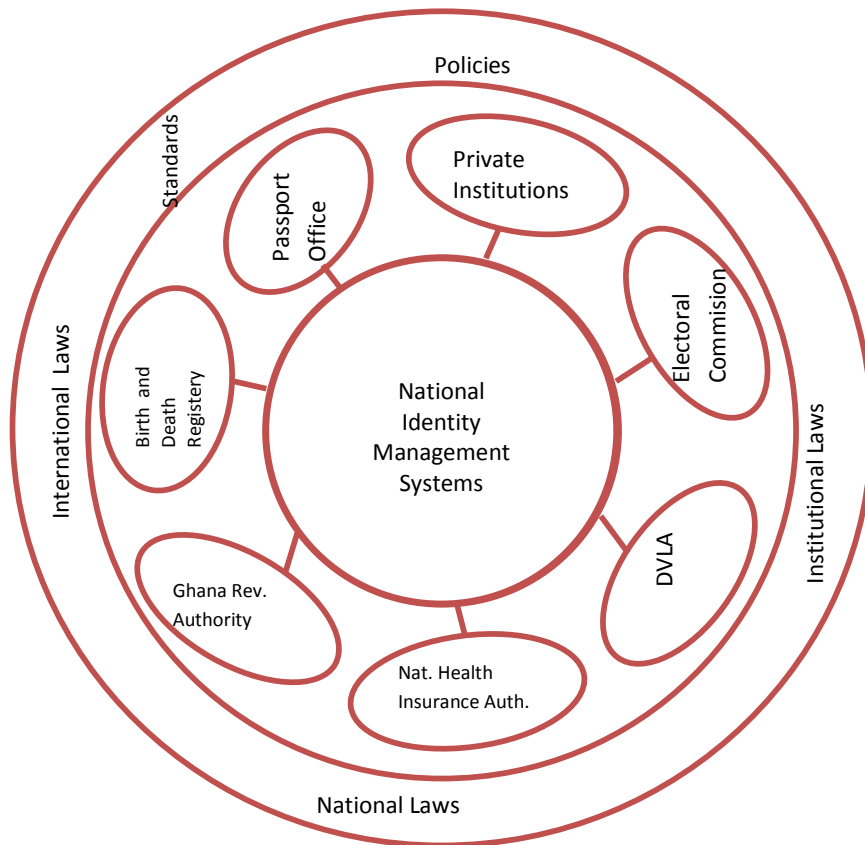 Policies
Standards
Passport
Office
Private
Institutions
Electoral
Commision
International Laws
Birth and
Death
Registery
National
Identity
Management
Systems
Institutional Laws
DVLA
Ghana Rev.
Authority
Nat. Health
Insurance Auth.
National Laws